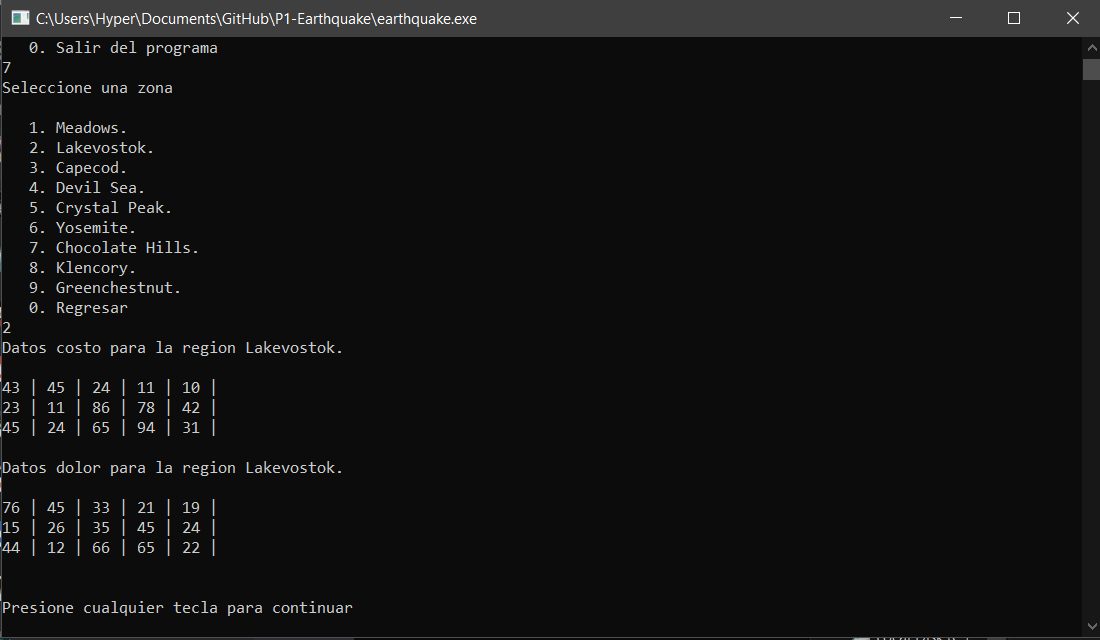 C:\Users\Hyper\Documents\GitHub\P1-Earthquake\earthquake.exe
0. Salir del programa
7
Seleccione una zona
1. Meadows.
2. Lakevostok.
3. Capecod.
4. Devil Sea.
5. Crystal Peak.
6. Yosemite.
7. Chocolate Hills.
8. Klencory.
9. Greenchestnut.
0. Regresar
2
Datos costo para la region Lakevostok.
43 | 45 | 24 | 11 | 10 |
23 | 11 | 86 | 78 | 42 |
45 | 24 | 65 | 94 | 31 |
Datos dolor para la region Lakevostok.
76 | 45 | 33 | 21 | 19 |
15 | 26 | 35 | 45 | 24 |
44 | 12 | 66 | 65 | 22 |
Presione cualquier tecla para continuar